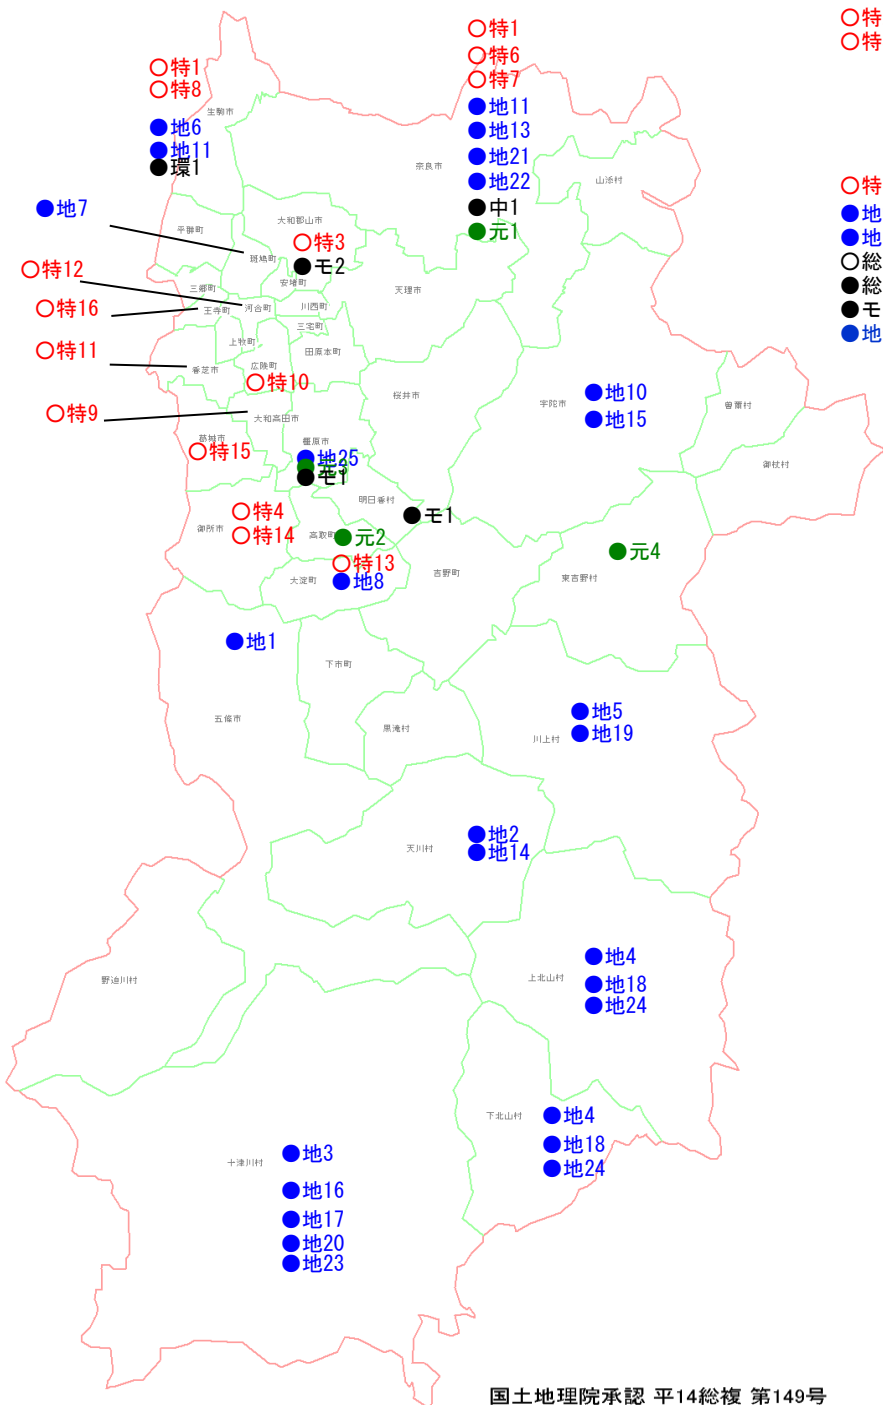 ○特1
○特6
○特7
○特
○特
○特1
○特8
生駒市
●地6
●地11
●環1
●地11
●地13
●地21
●地22
●中1
●元1
奈良市
山添村
○特
●地
●地
○総
●総
●モ
●地
●地7
平群町
大和郡山市
○特3
●モ2
斑鳩町
安堵町
天理市
○特12
三郷町
河合町
川西町
○特16
王寺町
三宅町
上牧町
田原本町
○特11
香芝市
広陵町
○特10
桜井市
宇陀市
●地10
●地15
曽爾村
御杖村
○特9
大和高田市
葛城市
○特15
橿原市
●地25
●元3
●モ1
明日香村
●モ1
御所市
○特4
○特14
高取町
●元2
○特13
●地8
大淀町
吉野町
●元4
東吉野村
●地1
五條市
下市町
黒滝村
●地5
●地19
川上村
●地2
●地14
天川村
野迫川村
上北山村
●地4
●地18
●地24
下北山村
●地4
●地18
●地24
十津川村
●地3
●地16
●地17
●地20
●地23
国土地理院承認 平14総複 第149号